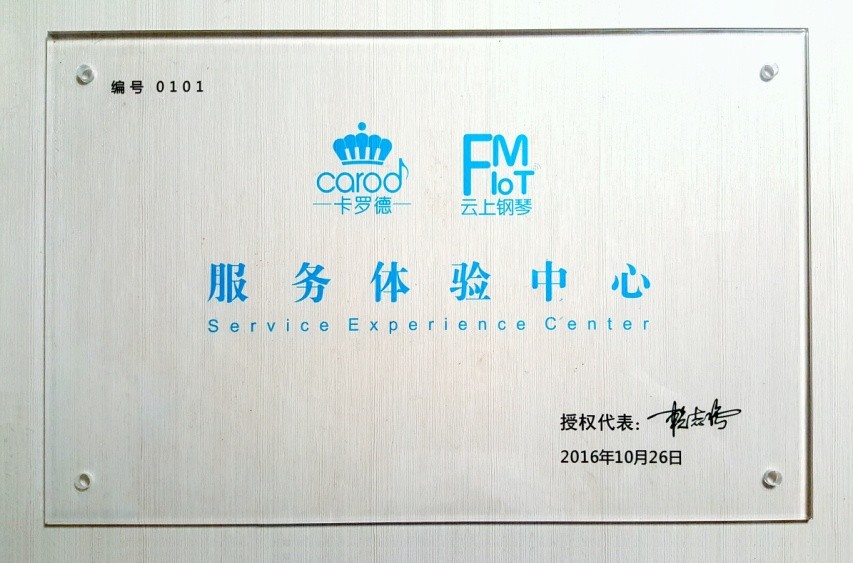 编号 0101
carod
卡罗德
FM
IoT
云上钢琴
服务体验中心
Service Experience Center
授权代表:
2016年10月26日